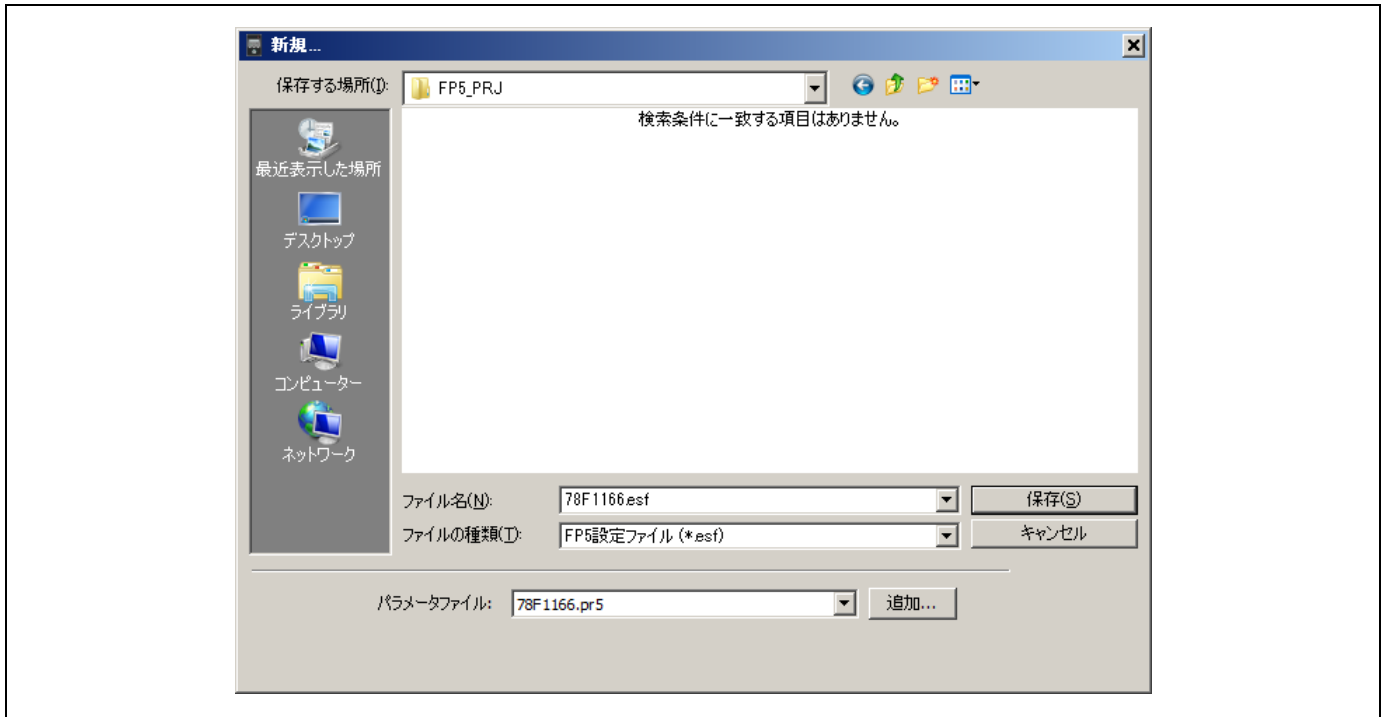 新規...
保存する場所(I):
FP5_PRJ
検索条件に一致する項目はありません。
最近表示した場所
デスクトップ
ライブラリ
コンピューター
ネットワーク
ファイル名(N):
78F1166.esf
保存(S)
ファイルの種類(T):
FP5設定ファイル (*.esf)
キャンセル
パラメータファイル:
78F1166.pr5
追加...